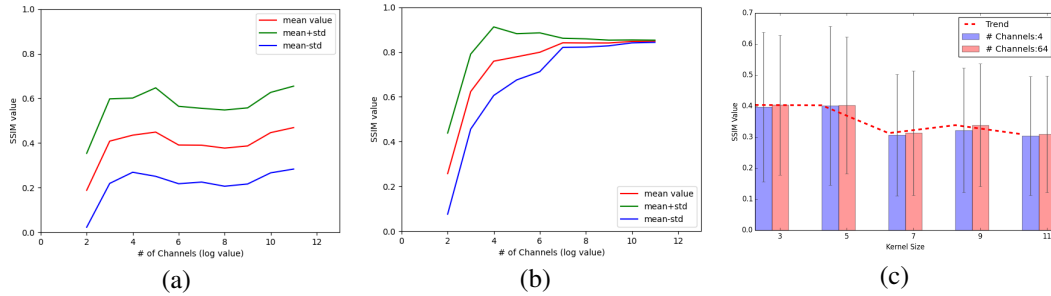 1.0
0.8
0.6
0.4
0.2
0.0
SSIM value
0 2 4 6 8 10 12
# of Channels (log value)
mean value
mean+std
mean-std
(a)
1.0
0.8
0.6
0.4
0.2
0.0
SSIM value
0 2 4 6 8 10 12
# of Channels (log value)
mean value
mean+std
mean-std
(b)
0.7
0.6
0.5
0.4
0.3
0.2
0.1
0.0
SSIM Value
3 5 7 9 11
Kernel Size
Trend
# Channels:4
# Channels:64
(c)